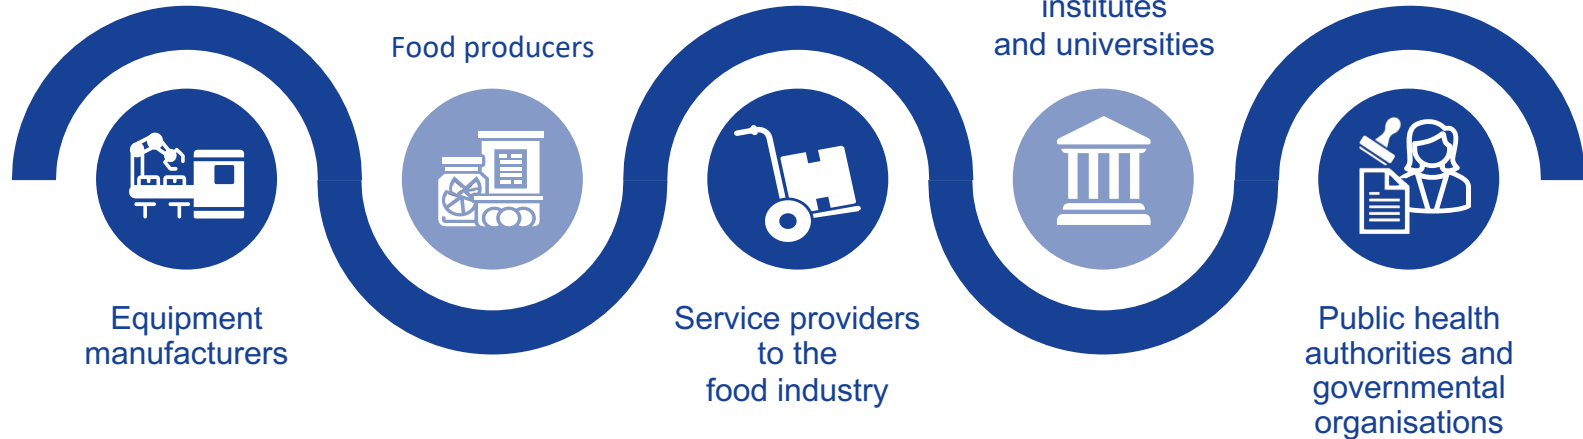 Food producers
institutes
and universities
Equipment
manufacturers
Service providers
to the
food industry
Public health
authorities and
governmental
organisations